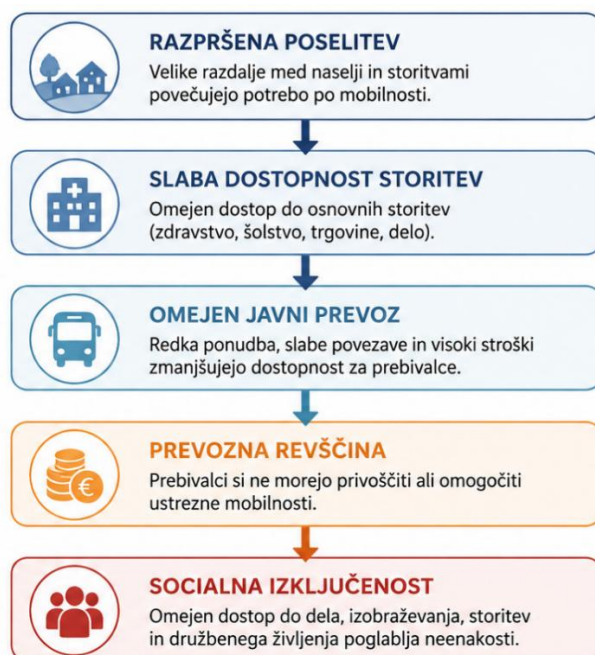 RAZPRŠENA POSELITEV
Velike razdalje med naselji in storitvami
povečujejo potrebo po mobilnosti.
SLABA DOSTOPNOST STORITEV
Omejen dostop do osnovnih storitev
(zdravstvo, šolstvo, trgovine, delo).
OMEJEN JAVNI PREVOZ
Redka ponudba, slabe povezave in visoki stroški
zmanjšujejo dostopnost za prebivalce.
PREVOZNA REVŠČINA
Prebivalci si ne morejo privoščiti ali omogočiti
ustrezne mobilnosti.
€
SOCIALNA IZKLJUČENOST
Omejen dostop do dela, izobraževanja, storitev
in družbenega življenja poglablja neenakosti.